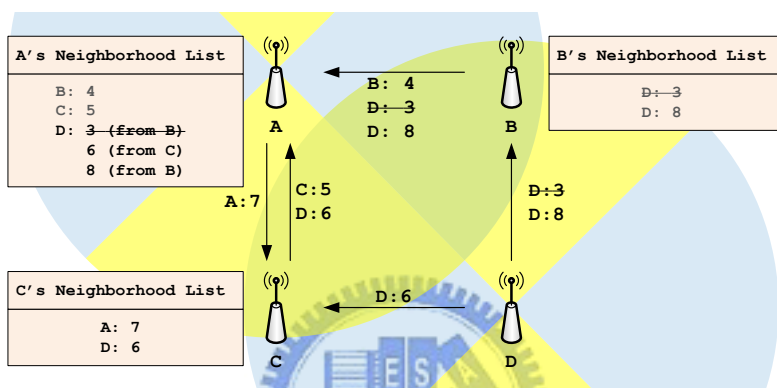 A's Neighborhood List
B: 4
C: 5
D: 3 (from B)
6 (from C)
8 (from B)
A
B: 4
D: 3
D: 8
B
B's Neighborhood List
D: 3
D: 8
A:7
C:5
D:6
D:3
D:8
C's Neighborhood List
A: 7
D: 6
C
D:6
D
E S A